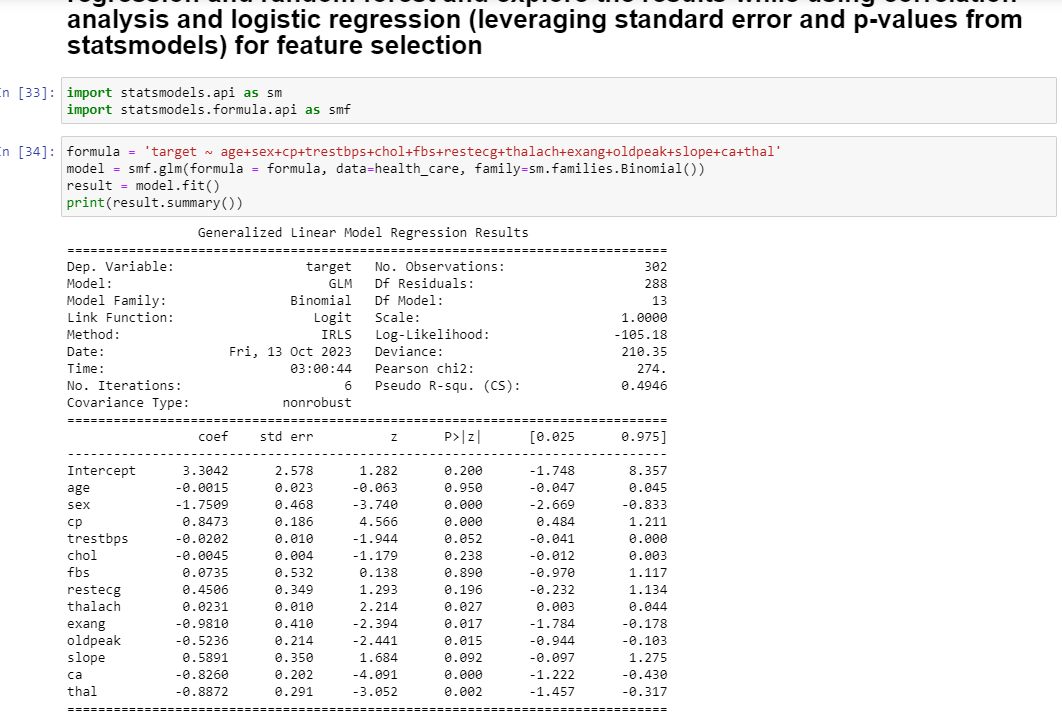 analysis and logistic regression (leveraging standard error and p-values from
statsmodels) for feature selection
n [33]: import statsmodels.api as sm
import statsmodels.formula.api as smf
n [34]: formula = 'target ~ age+sex+cp+trestbps+chol+fbs+restecg+thalach+exang+oldpeak+slope+ca+thal'
model = smf.glm(formula = formula, data=health_care, family=sm.families.Binomial())
result = model.fit()
print(result.summary())
Generalized Linear Model Regression Results
==============================================================================
Dep. Variable: target No. Observations: 302
Model: GLM Df Residuals: 288
Model Family: Binomial Df Model: 13
Link Function: Logit Scale: 1.0000
Method: IRLS Log-Likelihood: -105.18
Date: Fri, 13 Oct 2023 Deviance: 210.35
Time: 03:00:44 Pearson chi2: 274.
No. Iterations: 6 Pseudo R-squ. (CS): 0.4946
Covariance Type: nonrobust
==============================================================================
coef std err z P>|z| [0.025 0.975]
------------------------------------------------------------------------------
Intercept 3.3042 2.578 1.282 0.200 -1.748 8.357
age -0.0015 0.023 -0.063 0.950 -0.047 0.045
sex -1.7509 0.468 -3.740 0.000 -2.669 -0.833
cp 0.8473 0.186 4.566 0.000 0.484 1.211
trestbps -0.0202 0.010 -1.944 0.052 -0.041 0.000
chol -0.0045 0.004 -1.179 0.238 -0.012 0.003
fbs 0.0735 0.532 0.138 0.890 -0.970 1.117
restecg 0.4506 0.349 1.293 0.196 -0.232 1.134
thalach 0.0231 0.010 2.214 0.027 0.003 0.044
exang -0.9810 0.410 -2.394 0.017 -1.784 -0.178
oldpeak -0.5236 0.214 -2.441 0.015 -0.944 -0.103
slope 0.5891 0.350 1.684 0.092 -0.097 1.275
ca -0.8260 0.202 -4.091 0.000 -1.222 -0.430
thal -0.8872 0.291 -3.052 0.002 -1.457 -0.317
==============================================================================